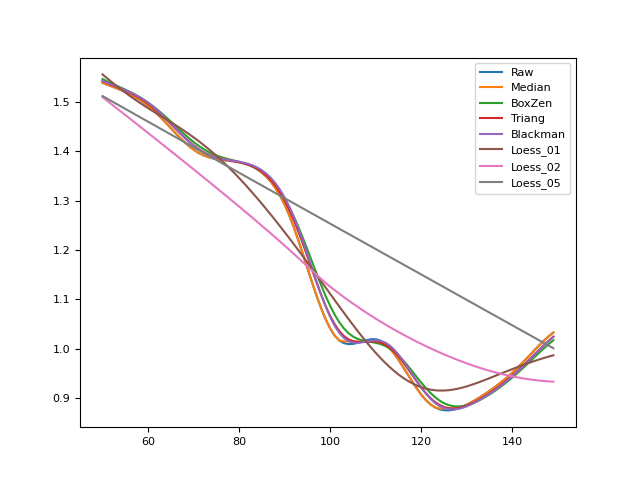 Raw
Median
BoxZen
Triang
Blackman
Loess_01
Loess_02
Loess_05
1.5
1.4
1.3
1.2
1.1
1.0
0.9
60 80 100 120 140